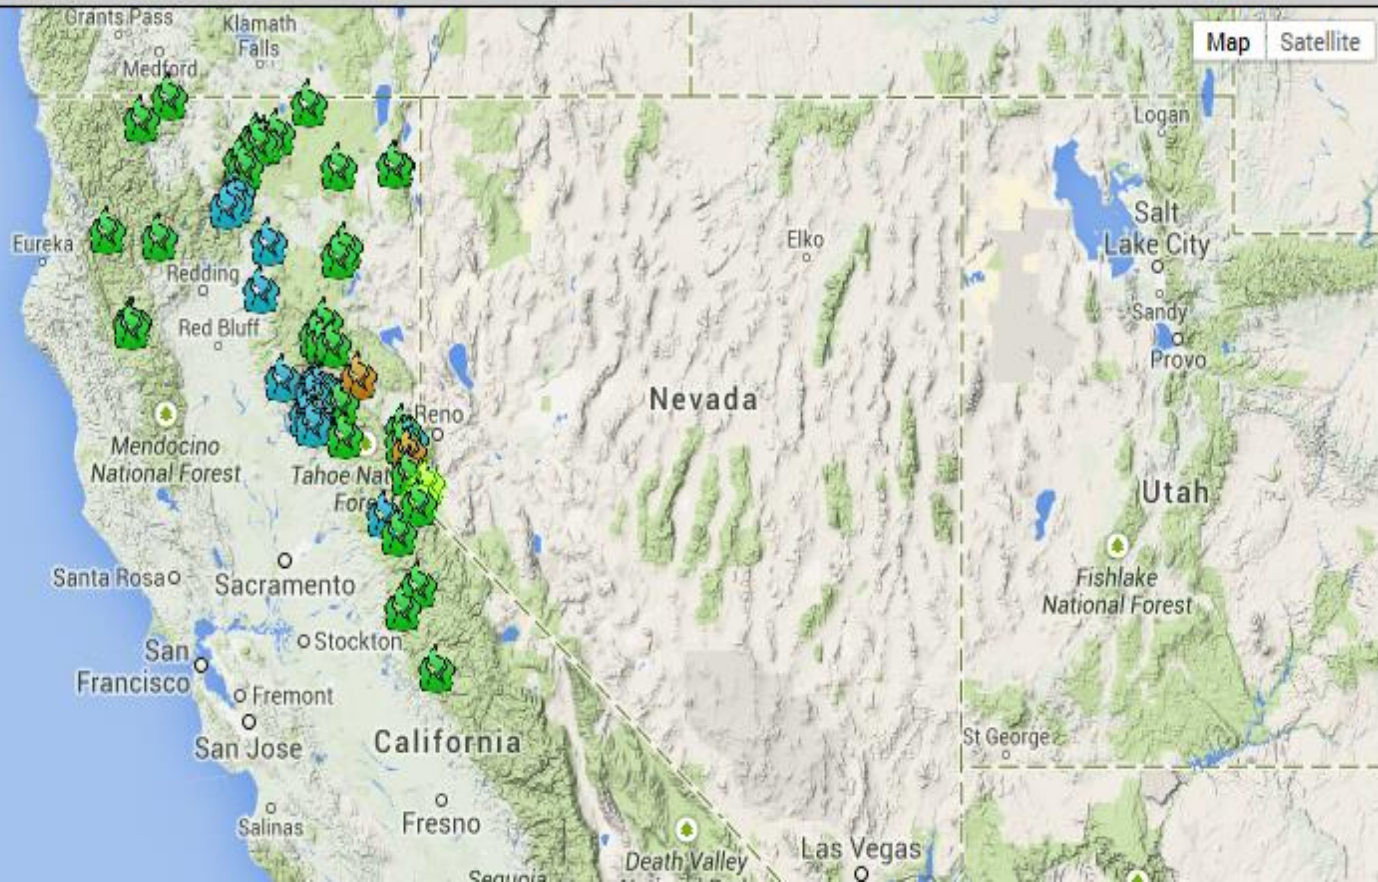 Grants Pass
Klamath
Falls
Map
Satellite
Medford
Logan
Salt
Lake City
Eureka
Elko
Redding
Red Bluff
Sandy
Provo
Nevada
Reno
Mendocino
National Forest
Tahoe Nat
Fore
Utah
Sacramento
Santa Rosa
Fishlake
National Forest
Stockton
San
Francisco
Fremont
San Jose
California
St George
Salinas
Fresno
Las Vegas
Death Valley
Sequoia